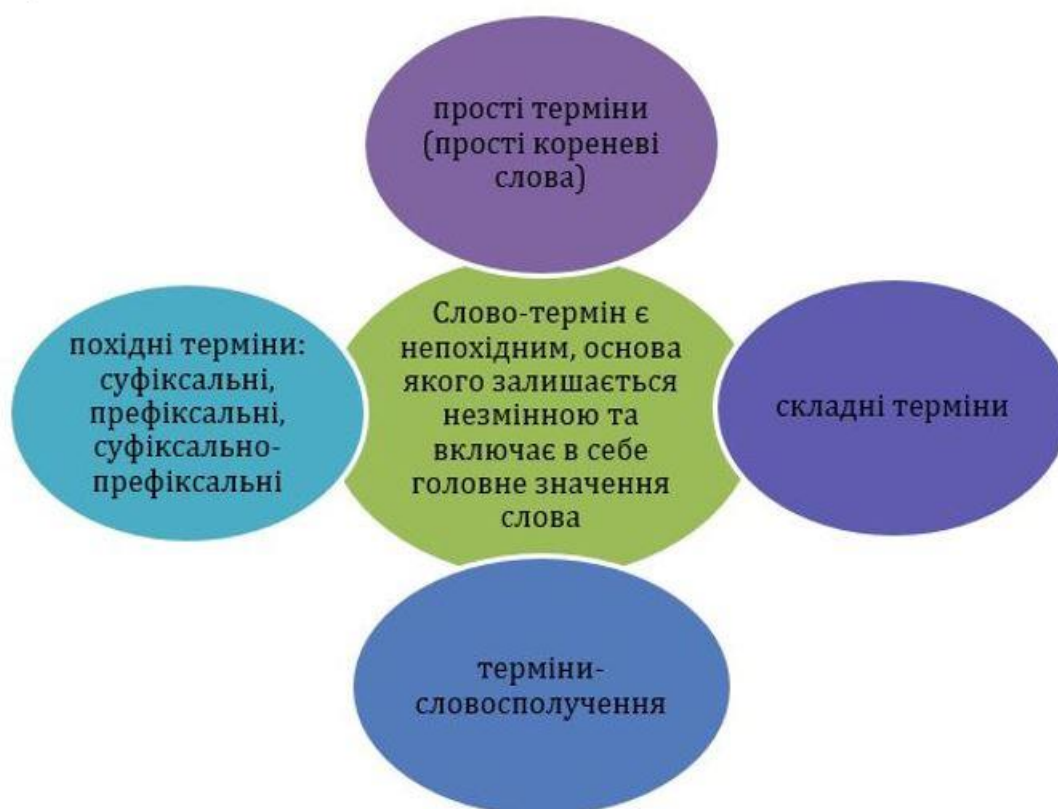 прості терміни
(прості кореневі
слова)
похідні терміни:
суфіксальні,
префіксальні,
суфіксально-
префіксальні
Слово-термін є
непохідним, основа
якого залишається
незмінною та
включає в себе
головне значення
слова
складні терміни
терміни-
словосполучення